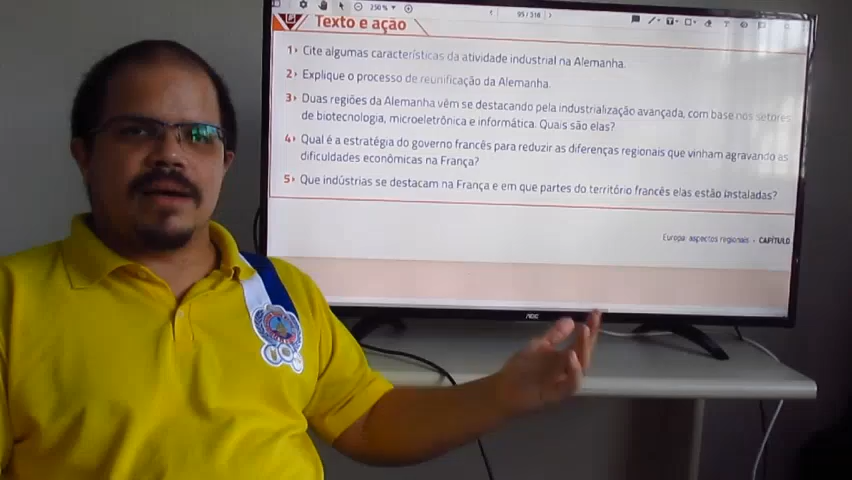 250%
95 / 316
Texto e ação
1 Cite algumas características da atividade industrial na Alemanha.
2 Explique o processo de reunificação da Alemanha.
3 Duas regiões da Alemanha vêm se destacando pela industrialização avançada, com base nos setores
de biotecnologia, microeletrônica e informática. Quais são elas?
4 Qual é a estratégia do governo francês para reduzir as diferenças regionais que vinham agravando as
dificuldades econômicas na França?
5 Que indústrias se destacam na França e em que partes do território francês elas estão instaladas?
Europa: aspectos regionais • CAPÍTULO
AOC